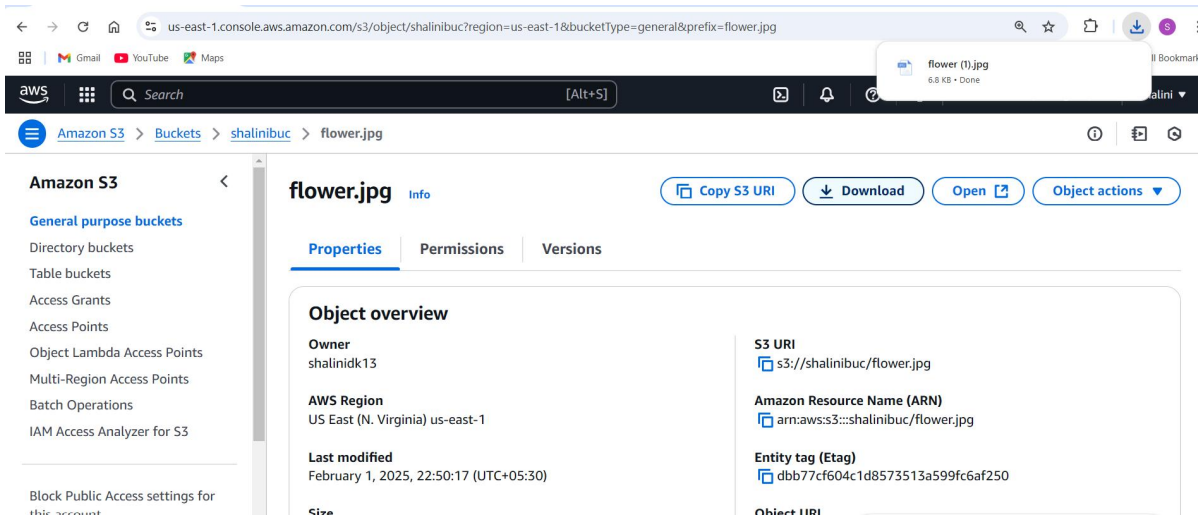 us-east-1.console.aws.amazon.com/s3/object/shalinibuc?region=us-east-1&bucketType=general&prefix=flower.jpg
S
Gmail YouTube Maps
ll Bookmark
flower (1).jpg
6.8 KB • Done
aws Search [Alt+S]
alini
Amazon S3 > Buckets > shalinibuc > flower.jpg
Amazon S3
General purpose buckets
Directory buckets
Table buckets
Access Grants
Access Points
Object Lambda Access Points
Multi-Region Access Points
Batch Operations
IAM Access Analyzer for S3
Block Public Access settings for
this account
flower.jpg Info
Copy S3 URI Download Open Object actions
Properties Permissions Versions
Object overview
Owner
shalinidk13
AWS Region
US East (N. Virginia) us-east-1
Last modified
February 1, 2025, 22:50:17 (UTC+05:30)
Size
S3 URI
s3://shalinibuc/flower.jpg
Amazon Resource Name (ARN)
arn:aws:s3:::shalinibuc/flower.jpg
Entity tag (Etag)
dbb77cf604c1d8573513a599fc6af250
Object URL